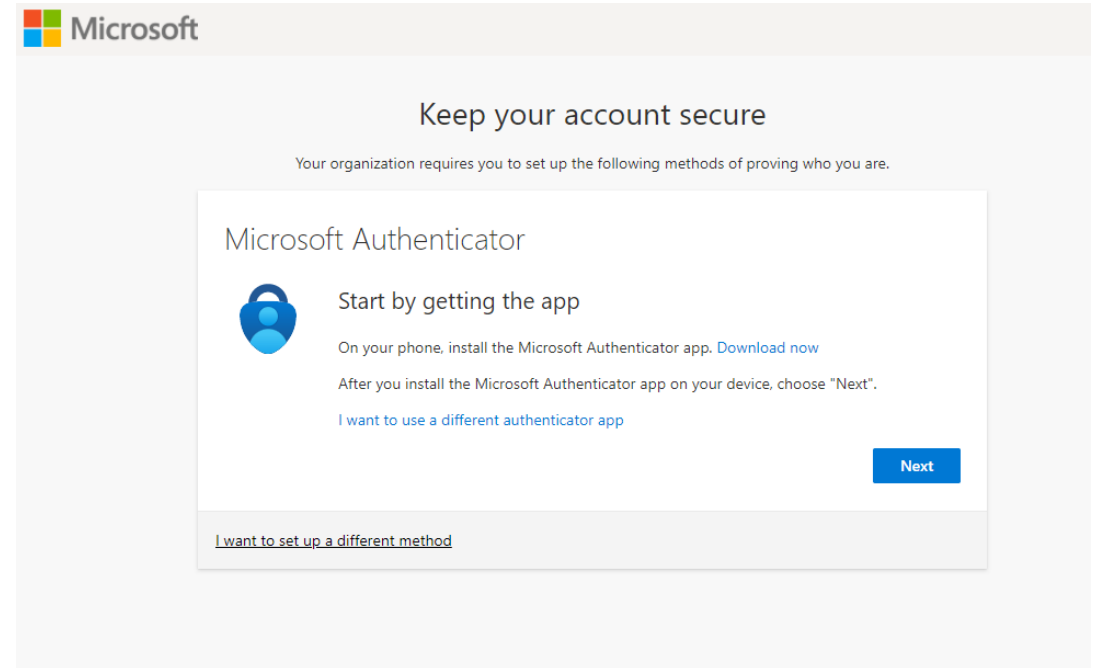 Microsoft
Keep your account secure
Your organization requires you to set up the following methods of proving who you are.
Microsoft Authenticator
Start by getting the app
On your phone, install the Microsoft Authenticator app. Download now
After you install the Microsoft Authenticator app on your device, choose "Next".
I want to use a different authenticator app
Next
I want to set up a different method